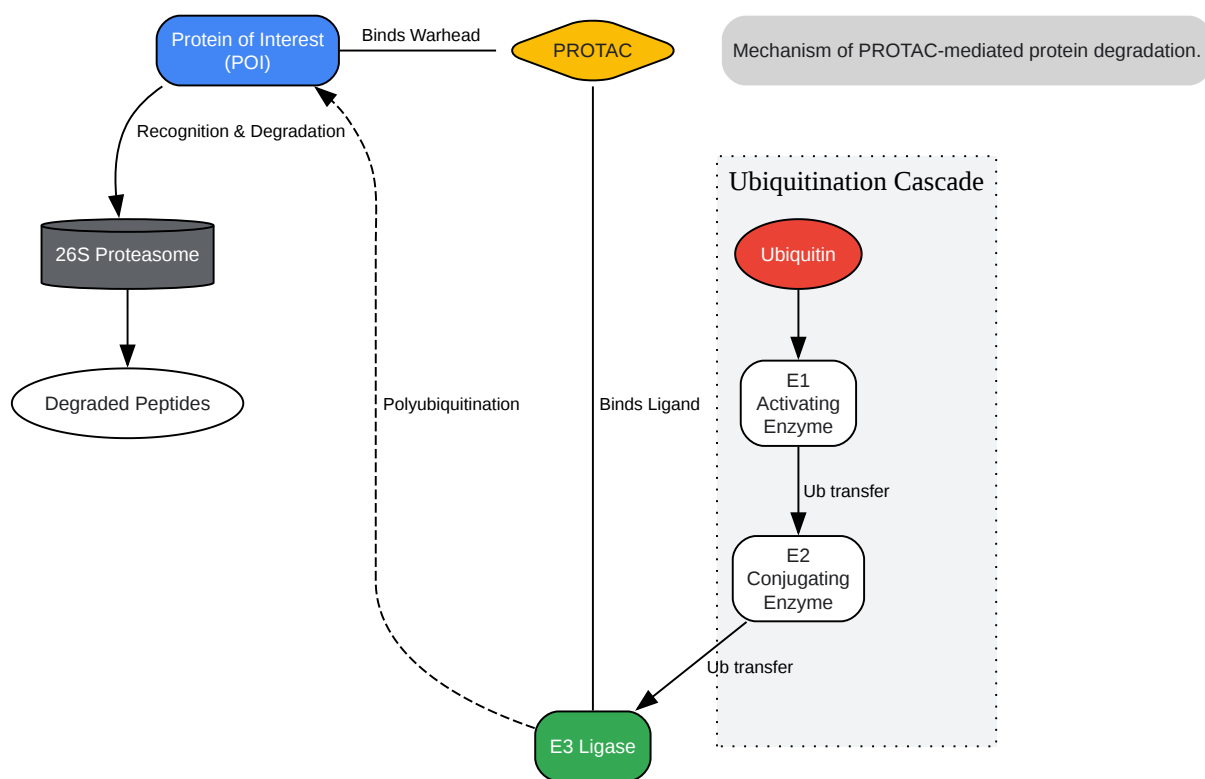 Protein of Interest
(POI)
Binds Warhead
PROTAC
Mechanism of PROTAC-mediated protein degradation.
Recognition & Degradation
Ubiquitination Cascade
26S Proteasome
Ubiquitin
Degraded Peptides
Polyubiquitination
Binds Ligand
E1
Activating
Enzyme
Ub transfer
E2
Conjugating
Enzyme
Ub transfer
E3 Ligase